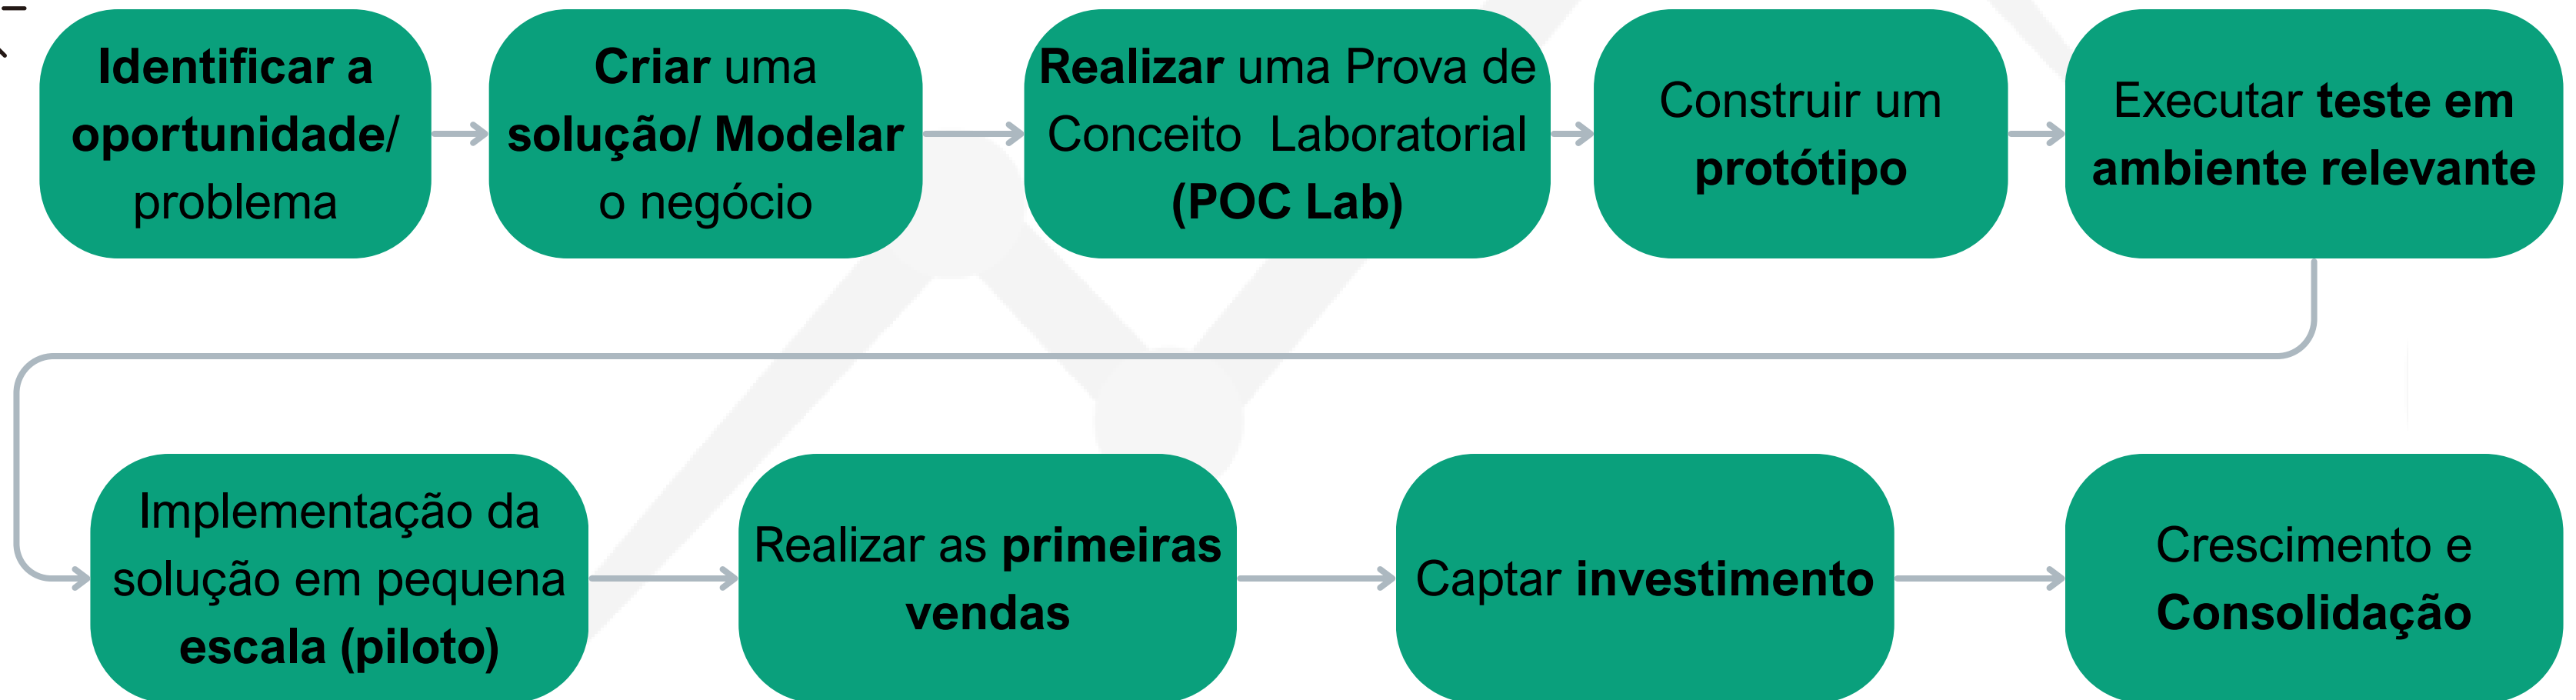 Identificar a
oportunidade/
problema
Criar uma
solução/ Modelar
o negócio
Realizar uma Prova de
Conceito Laboratorial
(POC Lab)
Construir um
protótipo
Executar teste em
ambiente relevante
Implementação da
solução em pequena
escala (piloto)
Realizar as primeiras
vendas
Captar investimento
Crescimento e
Consolidação